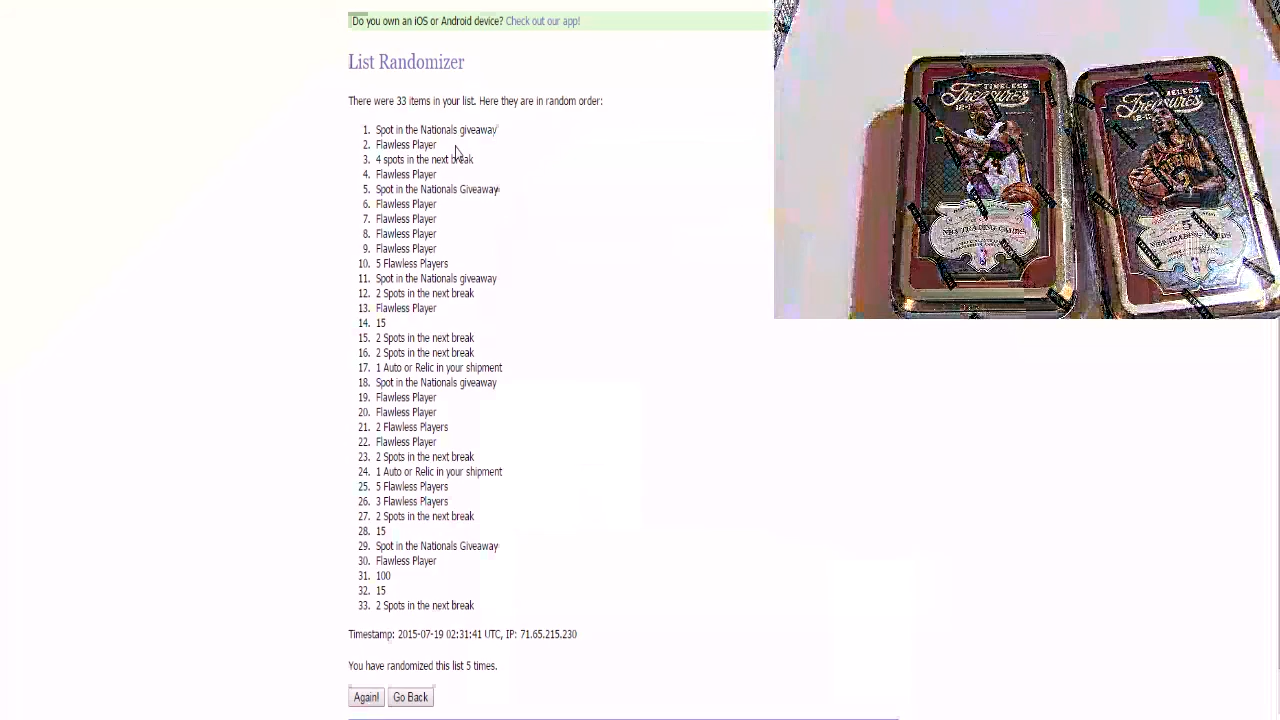 Do you own an iOS or Android device? Check out our app!
List Randomizer
There were 33 items in your list. Here they are in random order:
1. Spot in the Nationals giveaway
2. Flawless Player
3. 4 spots in the next break
4. Flawless Player
5. Spot in the Nationals Giveaway
6. Flawless Player
7. Flawless Player
8. Flawless Player
9. Flawless Player
10. 5 Flawless Players
11. Spot in the Nationals giveaway
12. 2 Spots in the next break
13. Flawless Player
14. 15
15. 2 Spots in the next break
16. 2 Spots in the next break
17. 1 Auto or Relic in your shipment
18. Spot in the Nationals giveaway
19. Flawless Player
20. Flawless Player
21. 2 Flawless Players
22. Flawless Player
23. 2 Spots in the next break
24. 1 Auto or Relic in your shipment
25. 5 Flawless Players
26. 3 Flawless Players
27. 2 Spots in the next break
28. 15
29. Spot in the Nationals Giveaway
30. Flawless Player
31. 100
32. 15
33. 2 Spots in the next break
Timestamp: 2015-07-19 02:31:41 UTC, IP: 71.65.215.230
You have randomized this list 5 times.
Again! Go Back
TIMELESS
Treasures
Treasures